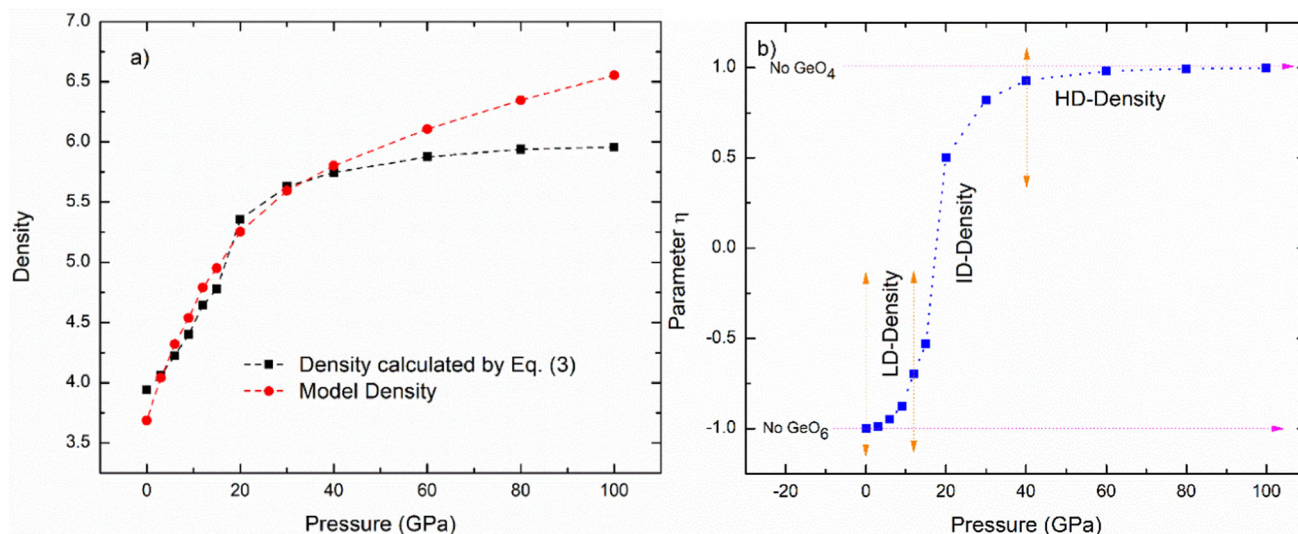 a)
7.0
6.5
6.0
5.5
5.0
4.5
4.0
3.5
Density
Density calculated by Eq. (3)
Model Density
0
20
40
60
80
100
Pressure (GPa)
b)
No GeO4
1.0
0.5
0.0
-0.5
No GeO6
-1.0
Parameter η
LD-Density
ID-Density
HD-Density
-20
0
20
40
60
80
100
Pressure (GPa)